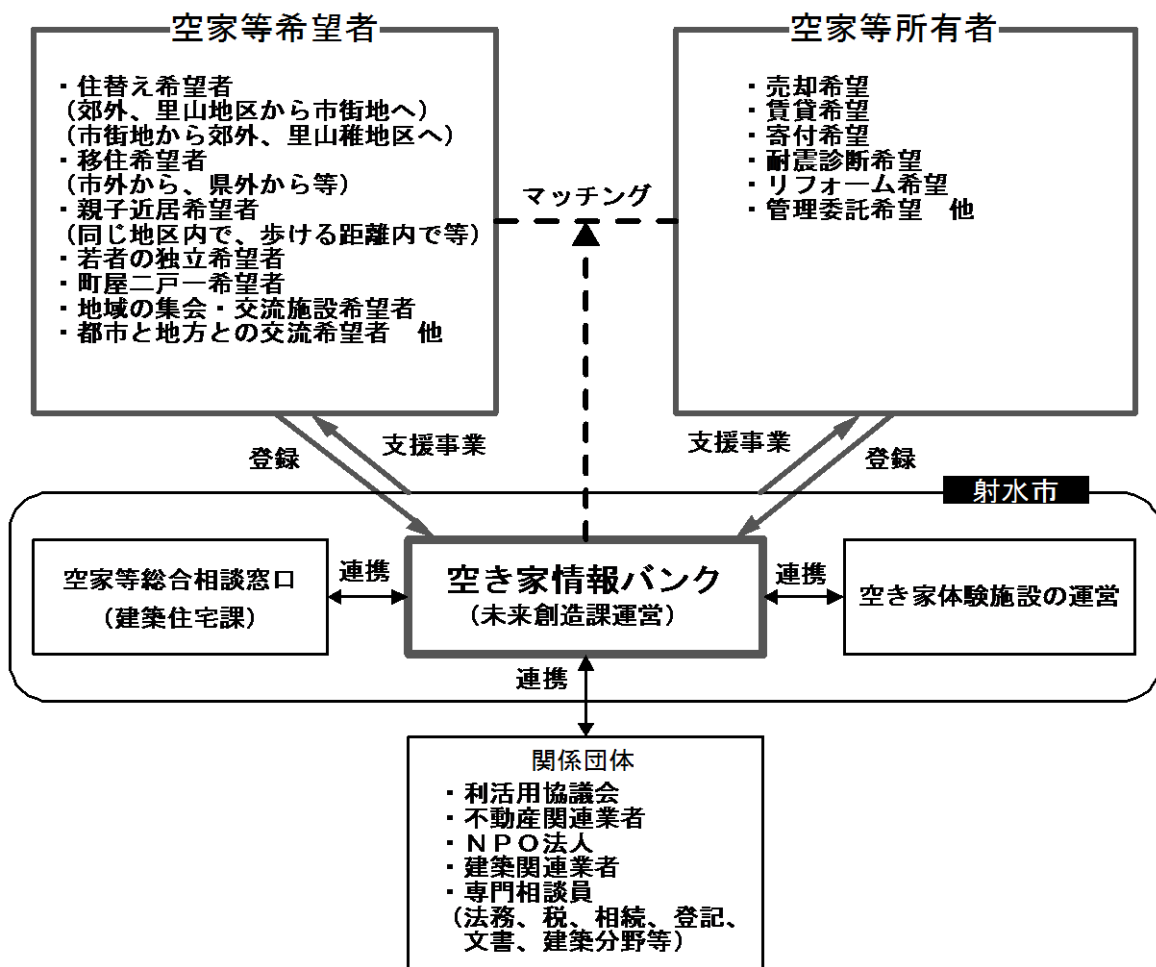 空家等希望者
・住替え希望者
(郊外、里山地区から市街地へ)
(市街地から郊外、里山稚地区へ)
・移住希望者
(市外から、県外から等)
・親子近居希望者
(同じ地区内で、歩ける距離内で等)
・若者の独立希望者
・町屋二戸一希望者
・地域の集会・交流施設希望者
・都市と地方との交流希望者　他
マッチング
空家等所有者
・売却希望
・賃貸希望
・寄付希望
・耐震診断希望
・リフォーム希望
・管理委託希望　他
登録
支援事業
支援事業
登録
射水市
空家等総合相談窓口
(建築住宅課)
連携
空き家情報バンク
(未来創造課運営)
連携
空き家体験施設の運営
連携
関係団体
・利活用協議会
・不動産関連業者
・ＮＰＯ法人
・建築関連業者
・専門相談員
(法務、税、相続、登記、
文書、建築分野等)